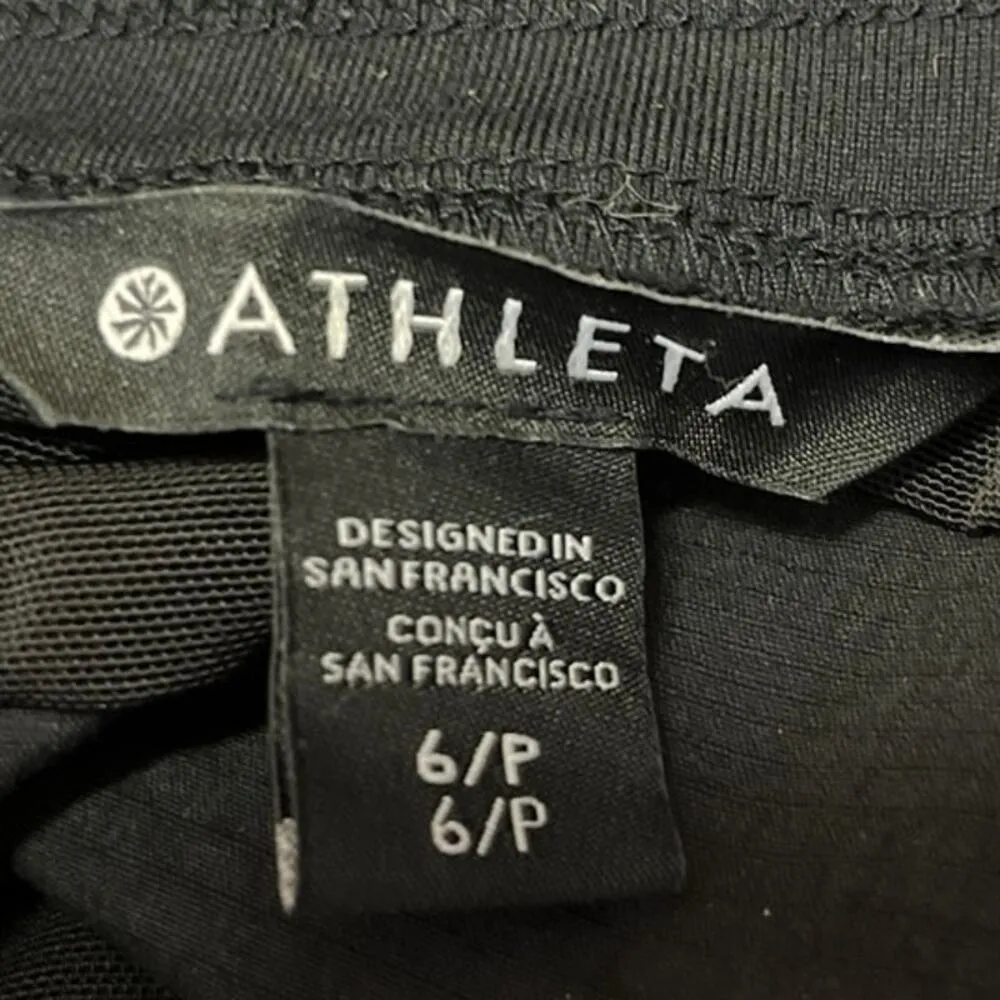 ATHLETA
DESIGNED IN
SAN FRANCISCO
CONÇU À
SAN FRANCISCO
6/P
6/P